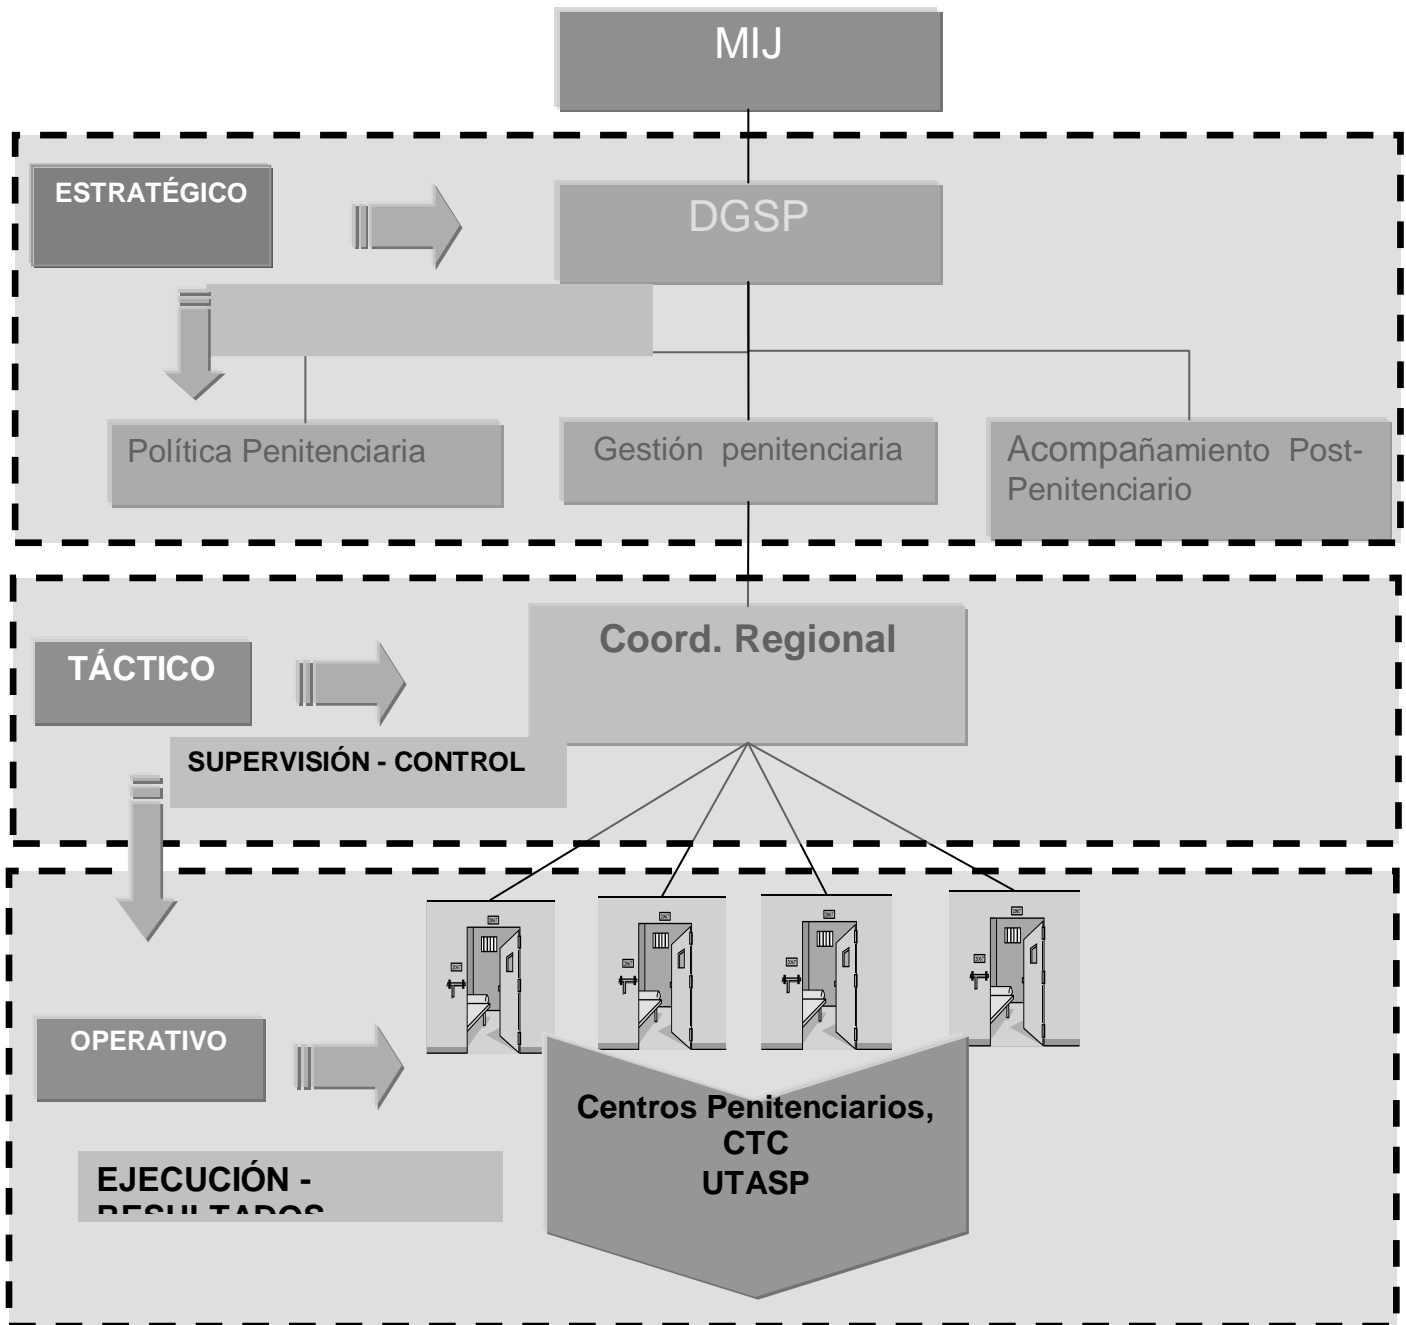 MIJ
ESTRATÉGICO
DGSP
Política Penitenciaria
Gestión penitenciaria
Acompañamiento Post-
Penitenciario
Coord. Regional
TÁCTICO
SUPERVISIÓN - CONTROL
OPERATIVO
Centros Penitenciarios,
CTC
UTASP
EJECUCIÓN -
RESULTADOS